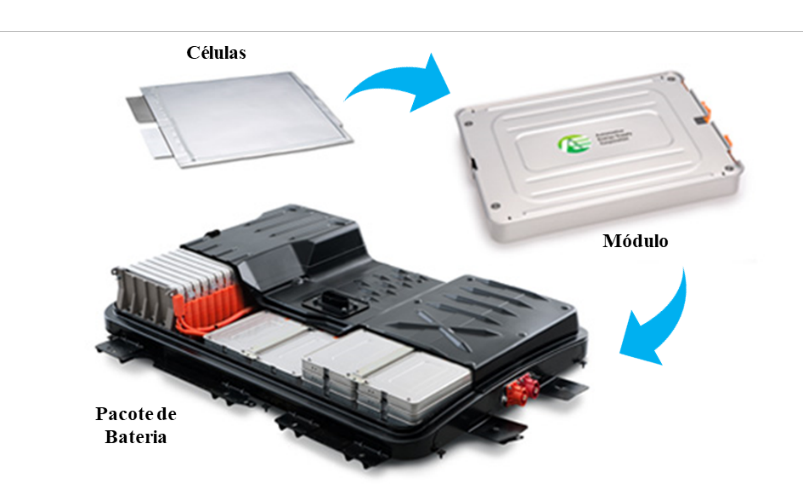 Células
Módulo
Pacote de
Bateria